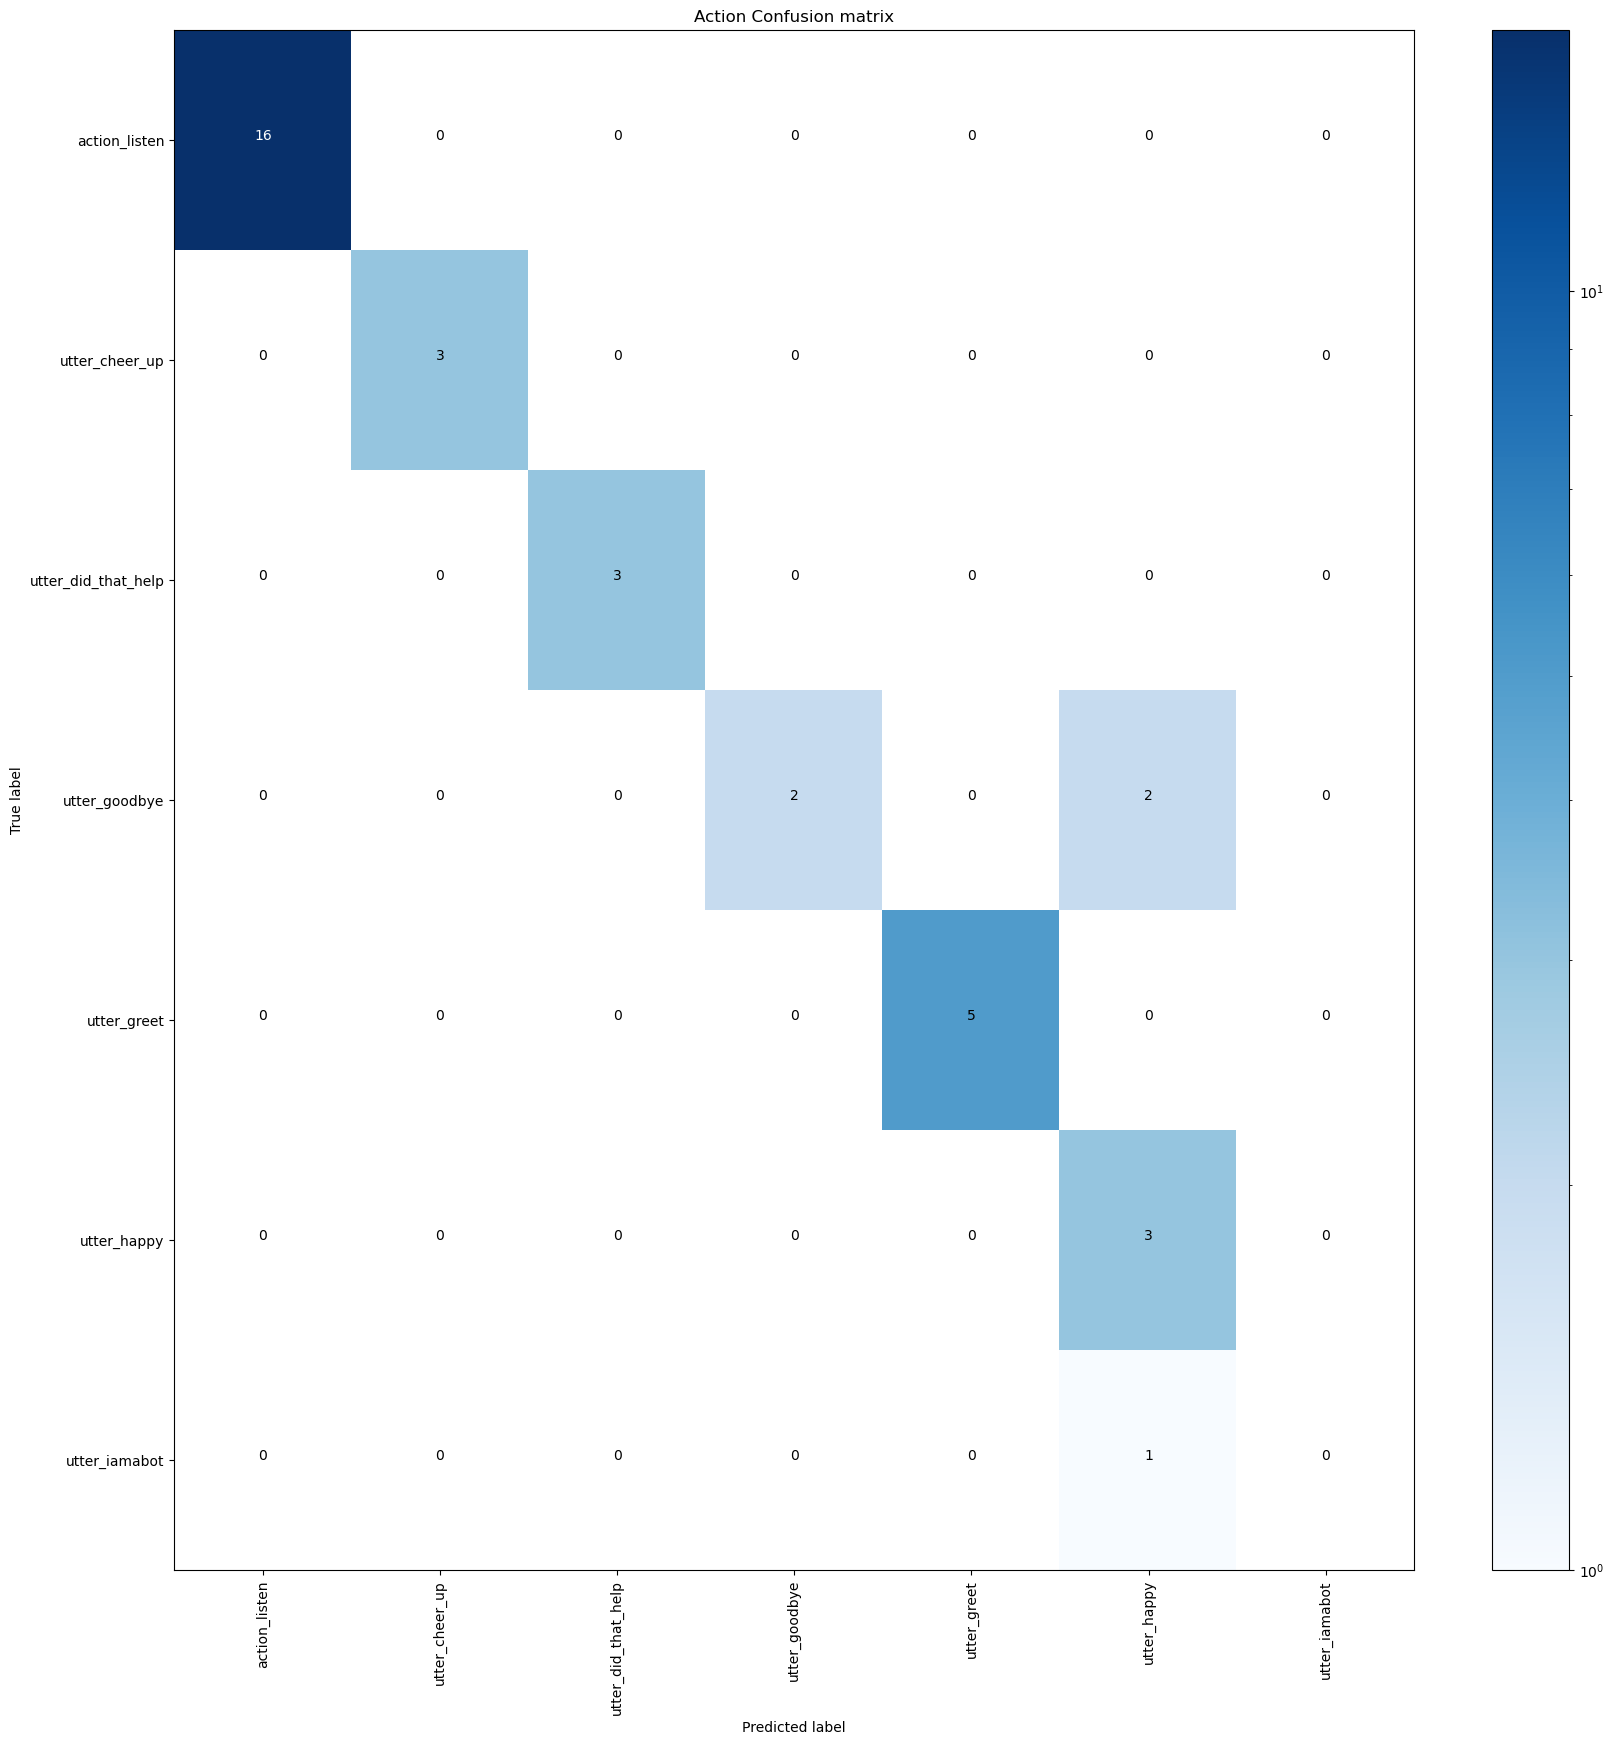 Action Confusion matrix
True label
action_listen 16 0 0 0 0 0 0
utter_cheer_up 0 3 0 0 0 0 0
utter_did_that_help 0 0 3 0 0 0 0
utter_goodbye 0 0 0 2 0 2 0
utter_greet 0 0 0 0 5 0 0
utter_happy 0 0 0 0 0 3 0
utter_iamabot 0 0 0 0 0 1 0
action_listen
utter_cheer_up
utter_did_that_help
utter_goodbye
utter_greet
utter_happy
utter_iamabot
Predicted label
10¹
10⁰